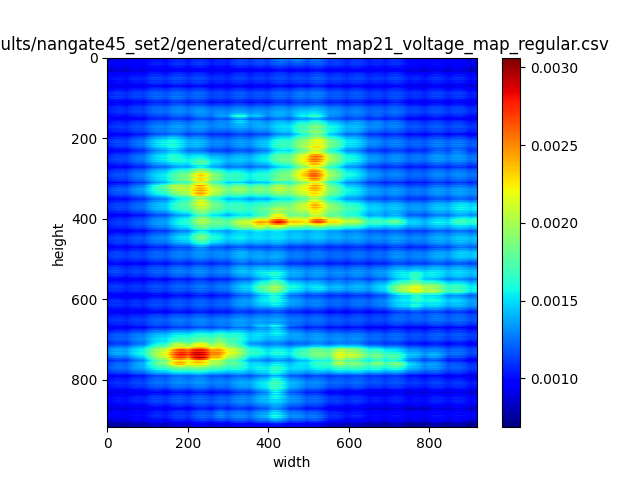 ults/nangate45_set2/generated/current_map21_voltage_map_regular.csv
0
200
400
600
800
height
0 200 400 600 800
width
0.0030
0.0025
0.0020
0.0015
0.0010